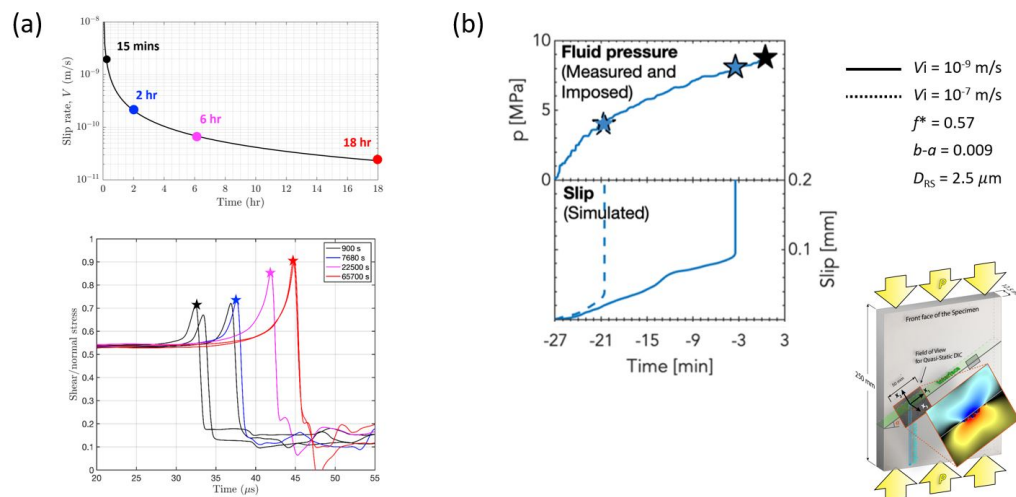 (a)
Slip rate, V (m/s)
10⁻⁸
10⁻⁹
10⁻¹⁰
10⁻¹¹
15 mins
2 hr
6 hr
18 hr
0 2 4 6 8 10 12 14 16 18
Time (hr)
Shear/normal stress
1
0.9
0.8
0.7
0.6
0.5
0.4
0.3
0.2
0.1
0
900 s
7680 s
22500 s
65700 s
20 25 30 35 40 45 50 55
Time (μs)
(b)
p [MPa]
10
5
0
Fluid pressure
(Measured and
Imposed)
Slip
(Simulated)
0.2
0.1
Slip [mm]
-27 -21 -15 -9 -3 3
Time [min]
Vi = 10⁻⁹ m/s
Vi = 10⁻⁷ m/s
f* = 0.57
b-a = 0.009
D_RS = 2.5 μm
P
Front face of the Specimen
Field of View
for Quasi-Static DIC
250 mm
Interface
P